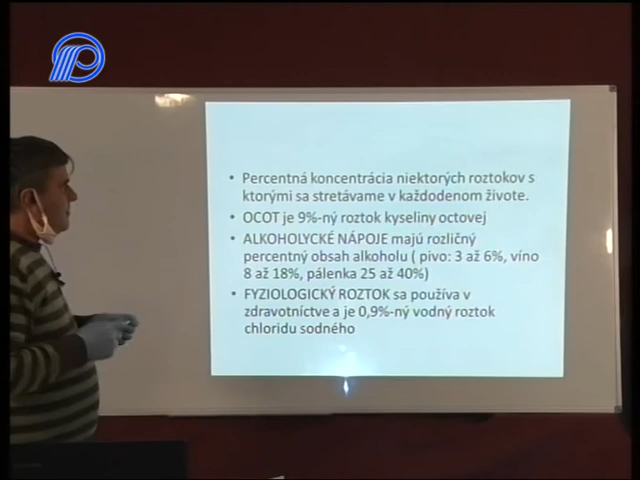 • Percentná koncentrácia niektorých roztokov s
ktorými sa stretávame v každodenom živote.
• OCOT je 9%-ný roztok kyseliny octovej
• ALKOHOLYCKÉ NÁPOJE majú rozličný
percentný obsah alkoholu ( pivo: 3 až 6%, víno
8 až 18%, pálenka 25 až 40%)
• FYZIOLOGICKÝ ROZTOK sa používa v
zdravotníctve a je 0,9%-ný vodný roztok
chloridu sodného